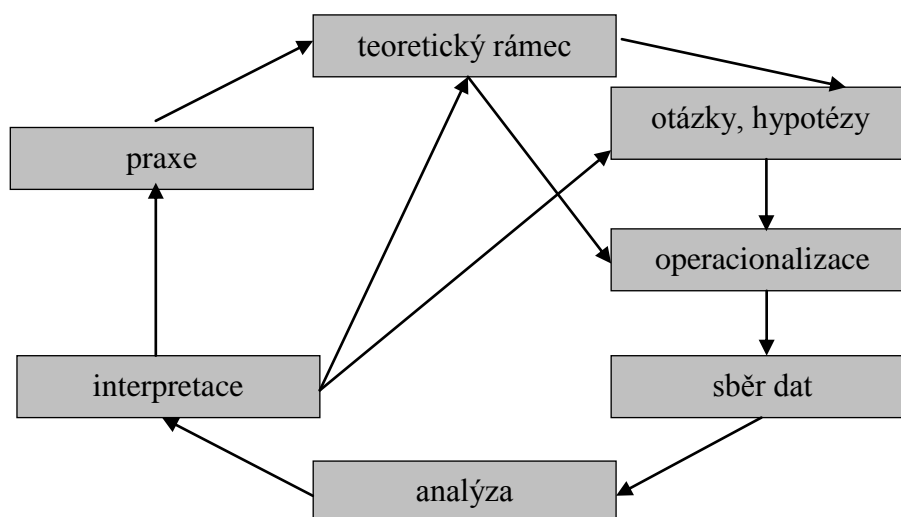 teoretický rámec
otázky, hypotézy
praxe
operacionalizace
interpretace
sběr dat
analýza